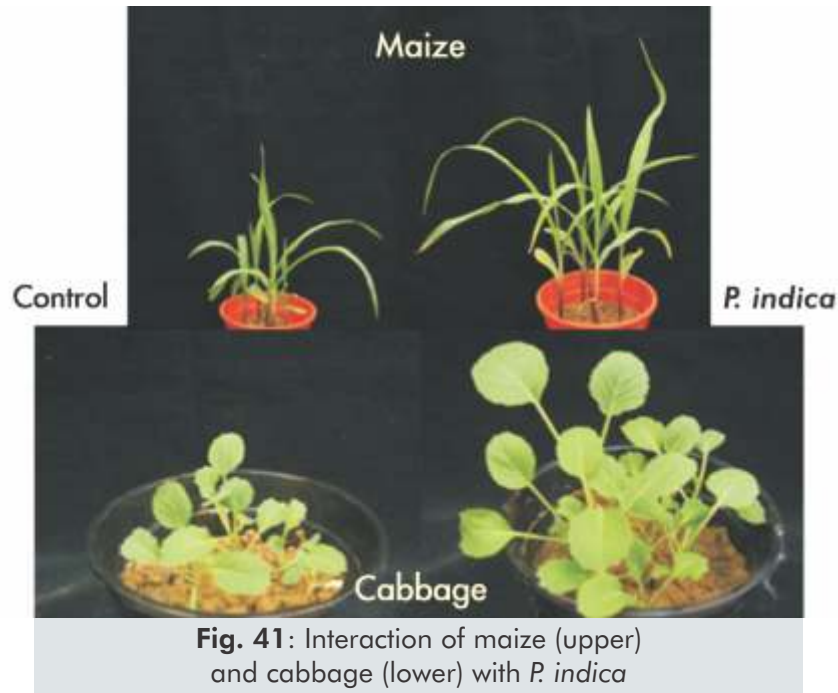 Maize
Control
P. indica
Cabbage
Fig. 41: Interaction of maize (upper)
and cabbage (lower) with P. indica